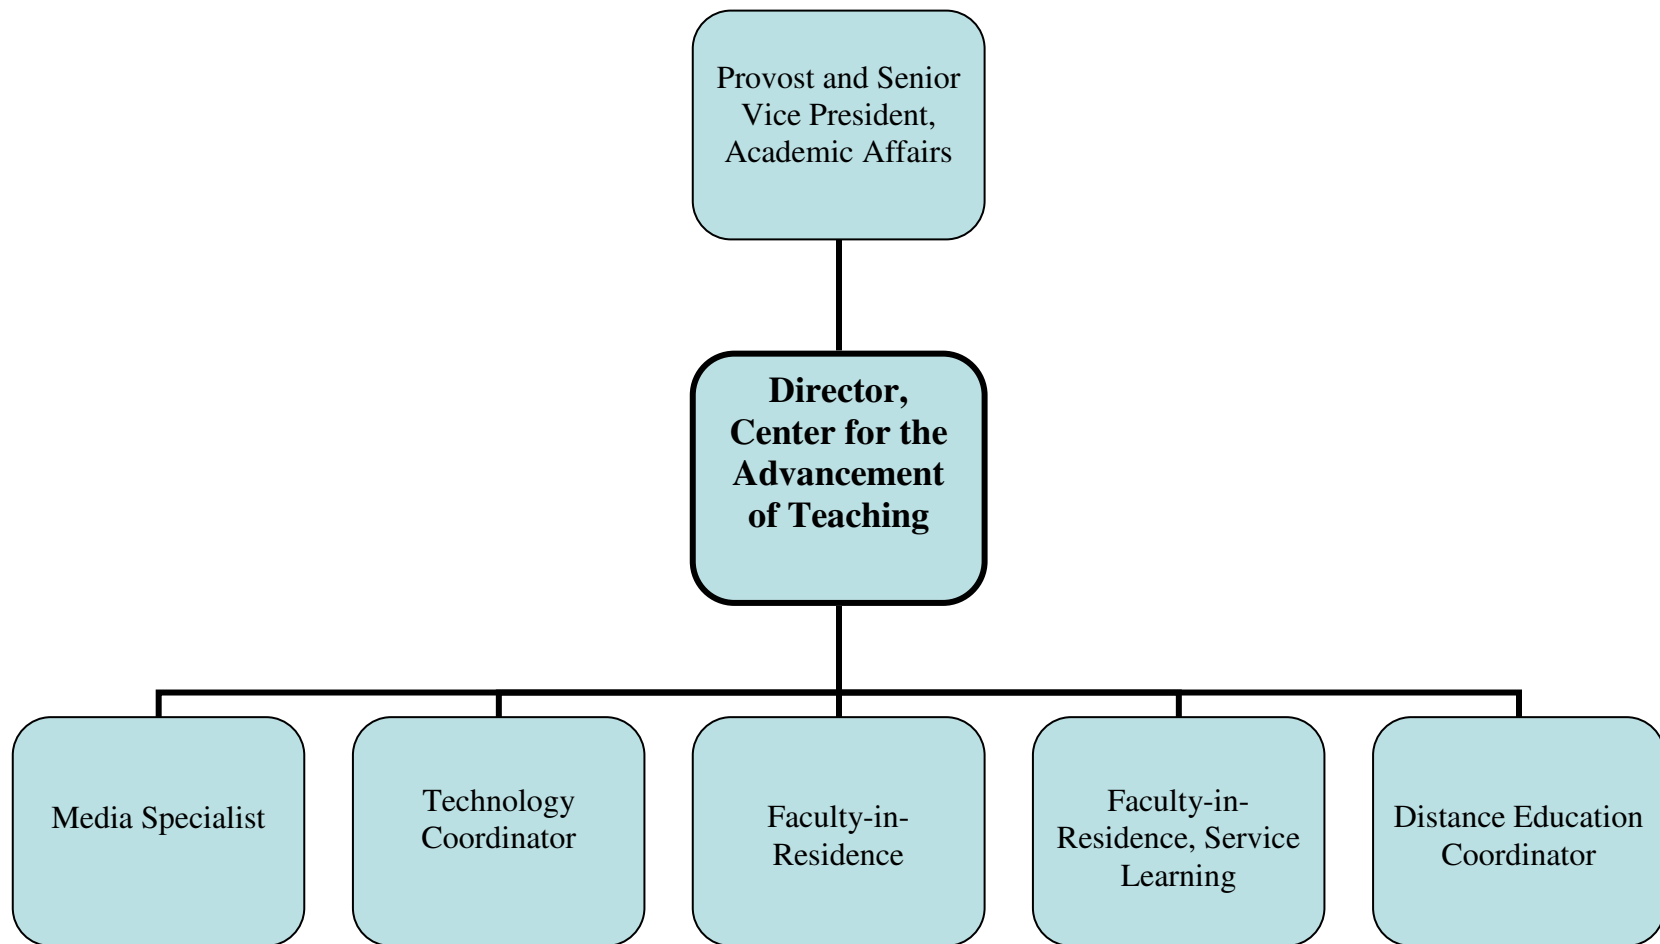 Provost and Senior
Vice President,
Academic Affairs
Director,
Center for the
Advancement
of Teaching
Media Specialist
Technology
Coordinator
Faculty-in-
Residence
Faculty-in-
Residence, Service
Learning
Distance Education
Coordinator